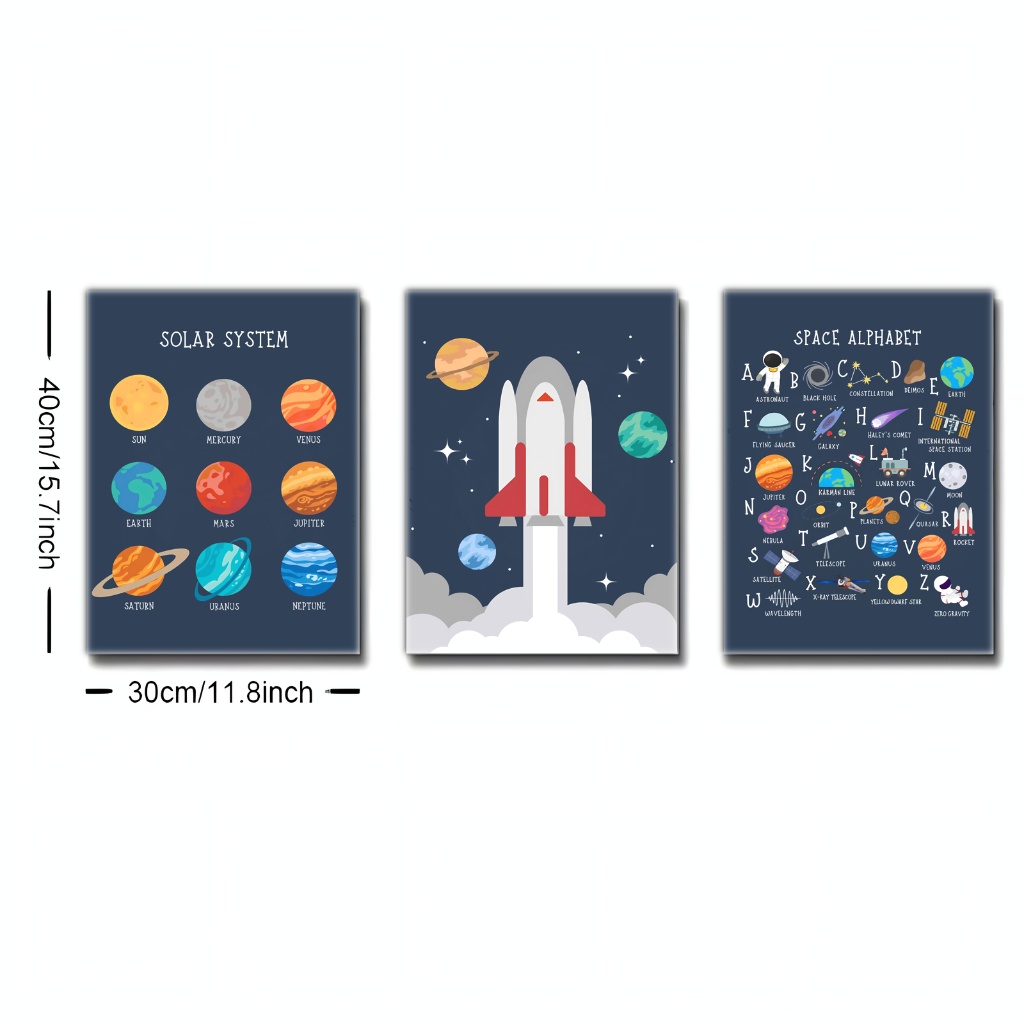 40cm/15.7inch
30cm/11.8inch
SOLAR SYSTEM
SUN
MERCURY
VENUS
EARTH
MARS
JUPITER
SATURN
URANUS
NEPTUNE
SPACE ALPHABET
A
ASTRONAUT
B
BLACK HOLE
C
CONSTELLATION
D
DEIMOS
E
EARTH
F
FLYING SAUCER
G
GALAXY
H
HALEY'S COMET
I
INTERNATIONAL
SPACE STATION
J
JUPITER
K
KARMAN LINE
L
LUNAR ROVER
M
MOON
N
NEBULA
O
ORBIT
P
PLANETS
Q
QUASAR
R
ROCKET
S
SATELLITE
T
TELESCOPE
U
URANUS
V
VENUS
W
WAVELENGTH
X
X-RAY TELESCOPE
Y
YELLOW DWARF STAR
Z
ZERO GRAVITY